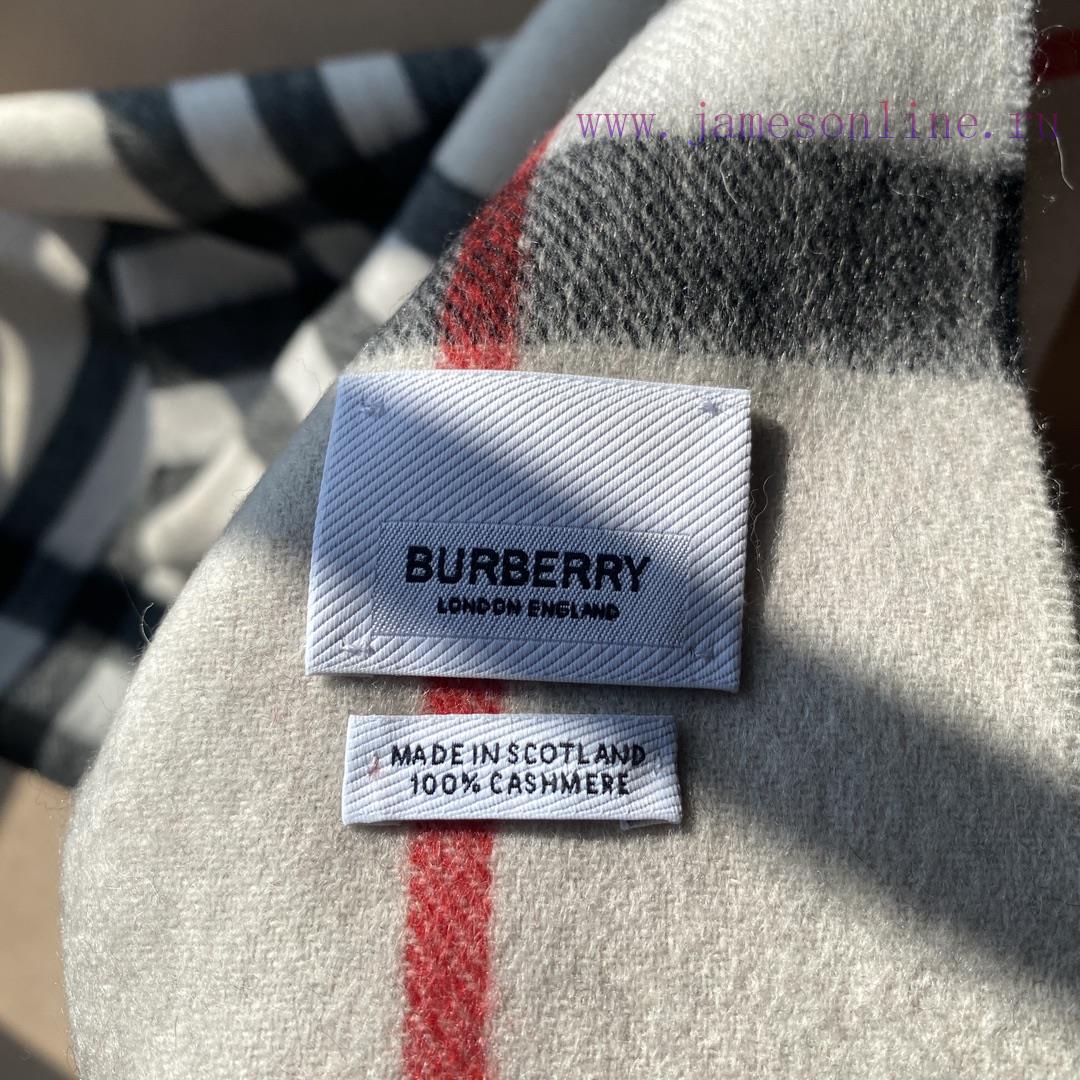 www.jamesonline.ru
BURBERRY
LONDON ENGLAND
MADE IN SCOTLAND
100% CASHMERE